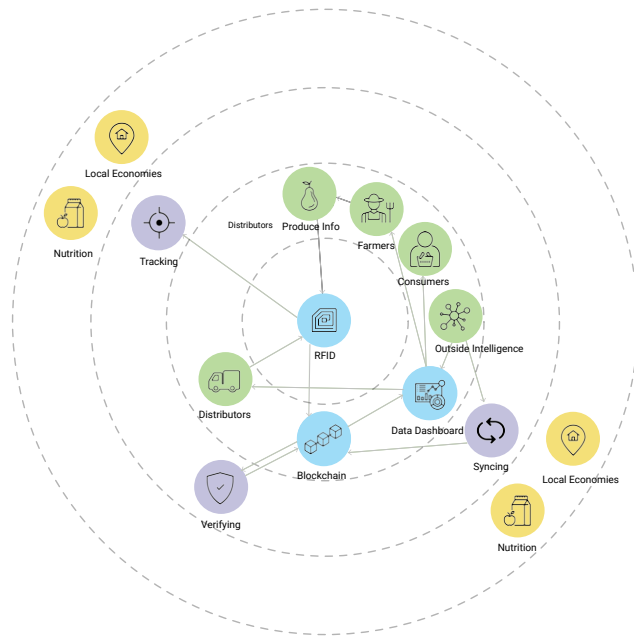 Local Economies
Nutrition
Tracking
Distributors
Produce Info
Farmers
Consumers
Outside Intelligence
RFID
Distributors
Data Dashboard
Blockchain
Syncing
Verifying
Local Economies
Nutrition